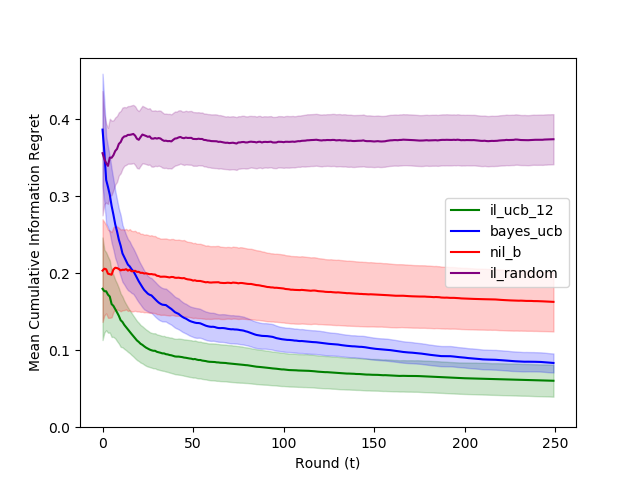 Mean Cumulative Information Regret
0.4
0.3
0.2
0.1
0.0
il_ucb_12
bayes_ucb
nil_b
il_random
0
50
100
150
200
250
Round (t)